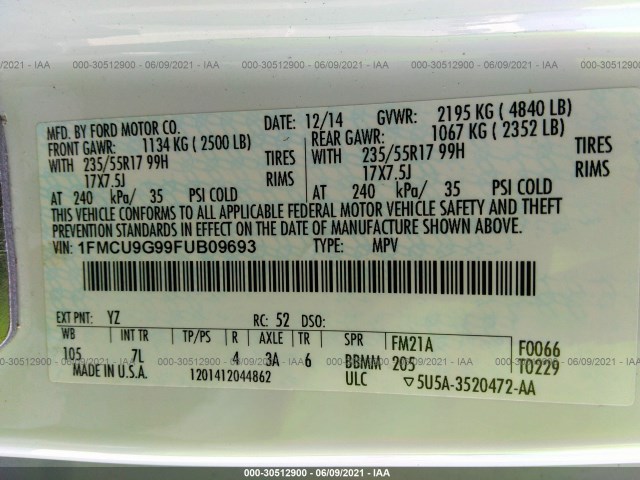 000-30512900 - 06/09/2021 - IAA
000-30512900 - 06/09/2021 - IAA
000-30512900 - 06/09/2021 - IAA
MFD. BY FORD MOTOR CO. DATE: 12/14 GVWR: 2195 KG ( 4840 LB)
FRONT GAWR: 1134 KG ( 2500 LB) REAR GAWR: 1067 KG ( 2352 LB)
WITH 235/55R17 99H TIRES WITH 235/55R17 99H TIRES
17X7.5J RIMS 17X7.5J RIMS
AT 240 kPa/ 35 PSI COLD AT 240 kPa/ 35 PSI COLD
THIS VEHICLE CONFORMS TO ALL APPLICABLE FEDERAL MOTOR VEHICLE SAFETY AND THEFT
PREVENTION STANDARDS IN EFFECT ON THE DATE OF MANUFACTURE SHOWN ABOVE.
VIN: 1FMCU9G99FUB09693 TYPE: MPV
EXT PNT: YZ RC: 52 DSO:
WB INT TR TP/PS R AXLE TR SPR FM21A F0066
105 7L 4 3A 6 BBMM 205 T0229
MADE IN U.S.A. 1201412044862 ULC ▽5U5A-3520472-AA
000-30512900 - 06/09/2021 - IAA
000-30512900 - 06/09/2021 - IAA
000-30512900 - 06/09/2021 - IAA
000-30512900 - 06/09/2021 - IAA